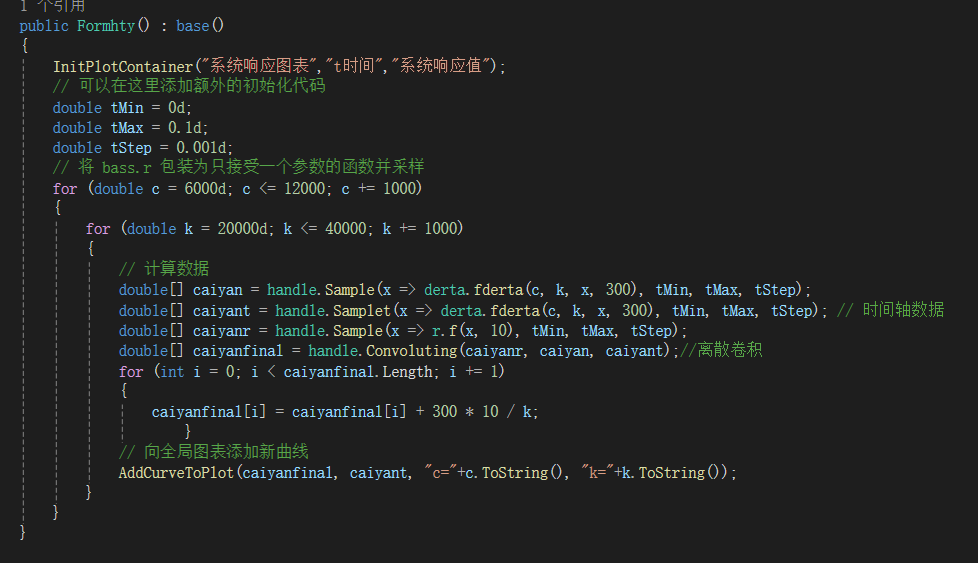 1 个引用
public Formhty() : base()
{
InitPlotContainer("系统响应图表","t时间","系统响应值");
// 可以在这里添加额外的初始化代码
double tMin = 0d;
double tMax = 0.1d;
double tStep = 0.001d;
// 将 bass.r 包装为只接受一个参数的函数并采样
for (double c = 6000d; c <= 12000; c += 1000)
{
for (double k = 20000d; k <= 40000; k += 1000)
{
// 计算数据
double[] caiyan = handle.Sample(x => derta.fderta(c, k, x, 300), tMin, tMax, tStep);
double[] caiyant = handle.Samplet(x => derta.fderta(c, k, x, 300), tMin, tMax, tStep); // 时间轴数据
double[] caiyanr = handle.Sample(x => r.f(x, 10), tMin, tMax, tStep);
double[] caiyanfinal = handle.Convoluting(caiyanr, caiyan, caiyant);//离散卷积
for (int i = 0; i < caiyanfinal.Length; i += 1)
{
caiyanfinal[i] = caiyanfinal[i] + 300 * 10 / k;
}
// 向全局图表添加新曲线
AddCurveToPlot(caiyanfinal, caiyant, "c="+c.ToString(), "k="+k.ToString());
}
}
}